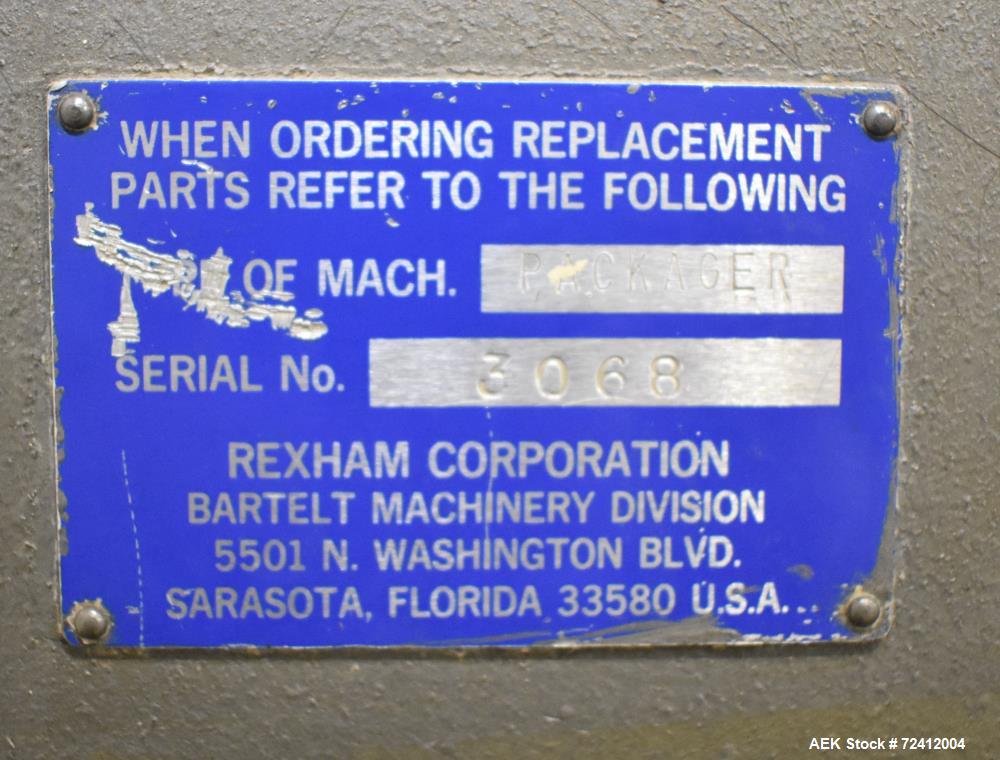 WHEN ORDERING REPLACEMENT
PARTS REFER TO THE FOLLOWING
OF MACH. PACKAGER
SERIAL No. 3068
REXHAM CORPORATION
BARTELT MACHINERY DIVISION
5501 N. WASHINGTON BLVD.
SARASOTA, FLORIDA 33580 U.S.A.
AEK Stock # 72412004